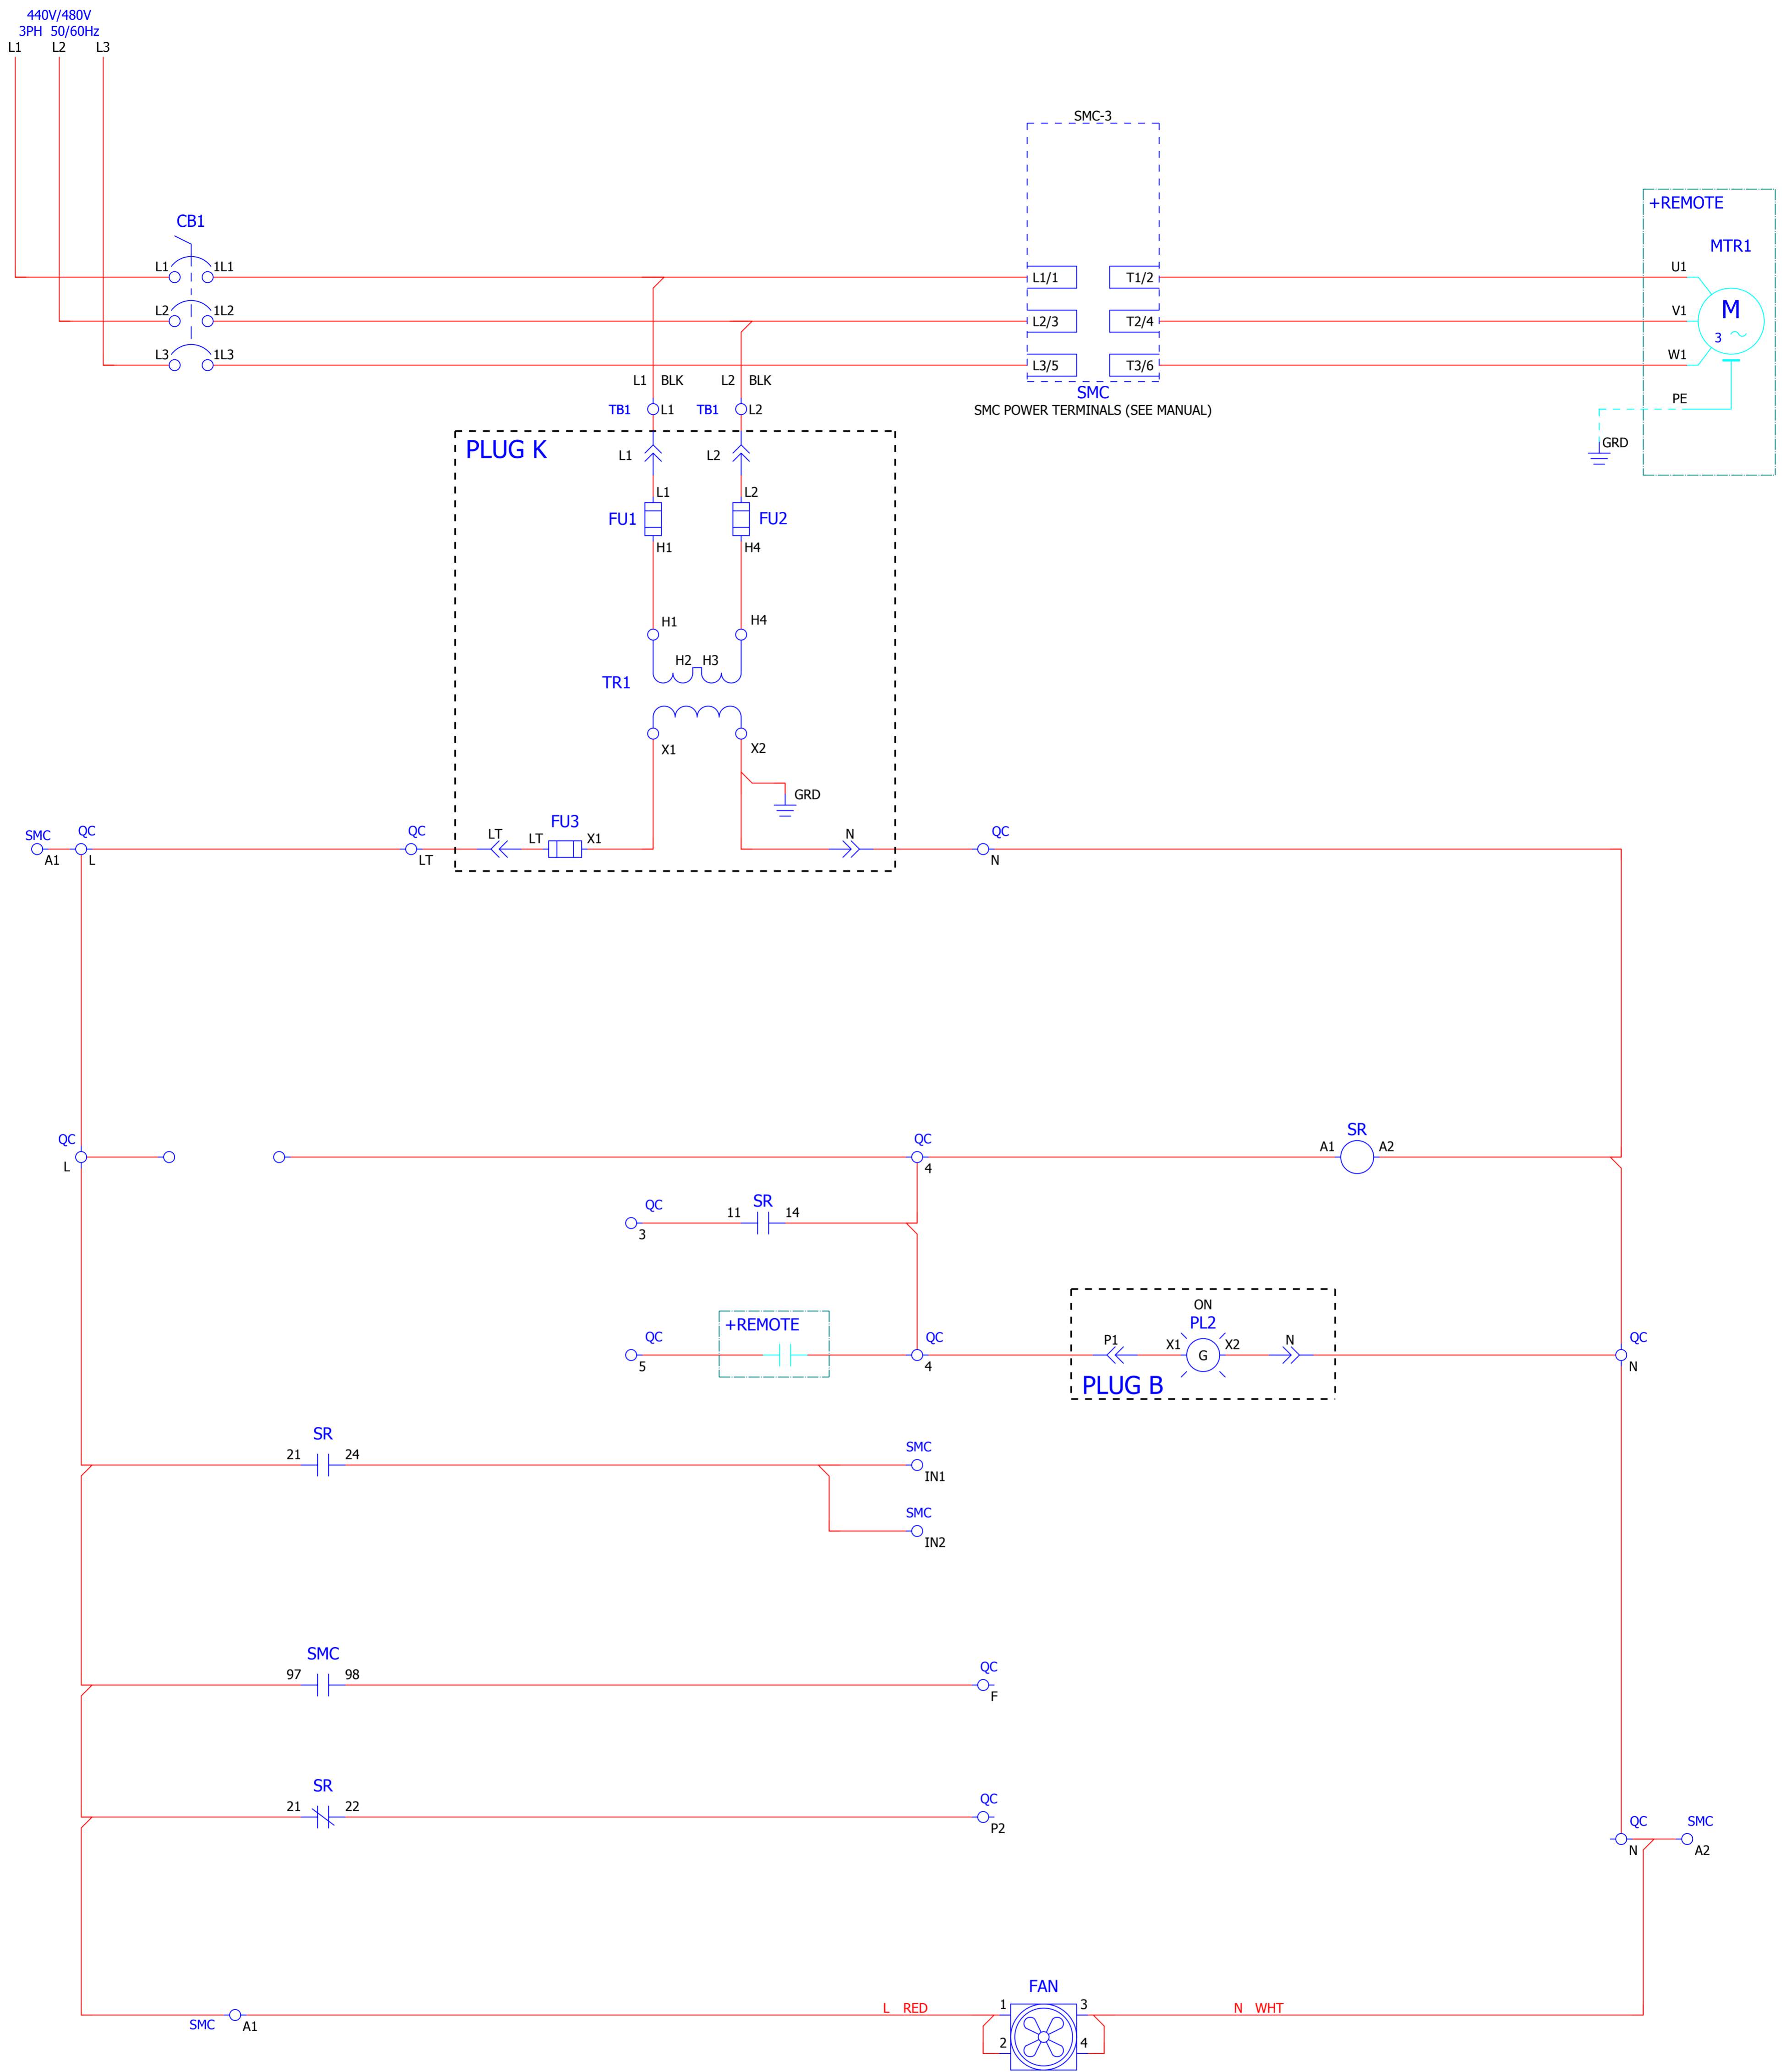 440V/480V
3PH 50/60Hz
L1 L2 L3
SMC-3
+REMOTE
MTR1
CB1
L1 1L1 L1/1 T1/2 U1
L2 1L2 L2/3 T2/4 V1
M
3
L3 1L3 L3/5 T3/6 W1
L1 BLK L2 BLK
SMC
SMC POWER TERMINALS (SEE MANUAL)
PE
TB1 L1 TB1 L2
GRD
PLUG K
L1 L2
L1 L2
FU1 FU2
H1 H4
H1 H4
H2 H3
TR1
X1 X2
GRD
FU3
SMC QC QC LT LT X1 N QC
A1 L LT N
QC QC SR
A1 A2
L 4
QC SR
11 14
3
ON
+REMOTE PL2
QC QC P1 X1 G X2 N QC
5 4 N
PLUG B
SR SMC
21 24
IN1
SMC
IN2
SMC QC
97 98
F
SR QC
21 22
P2
QC SMC
N A2
FAN
L RED 1 3 N WHT
SMC A1
2 4